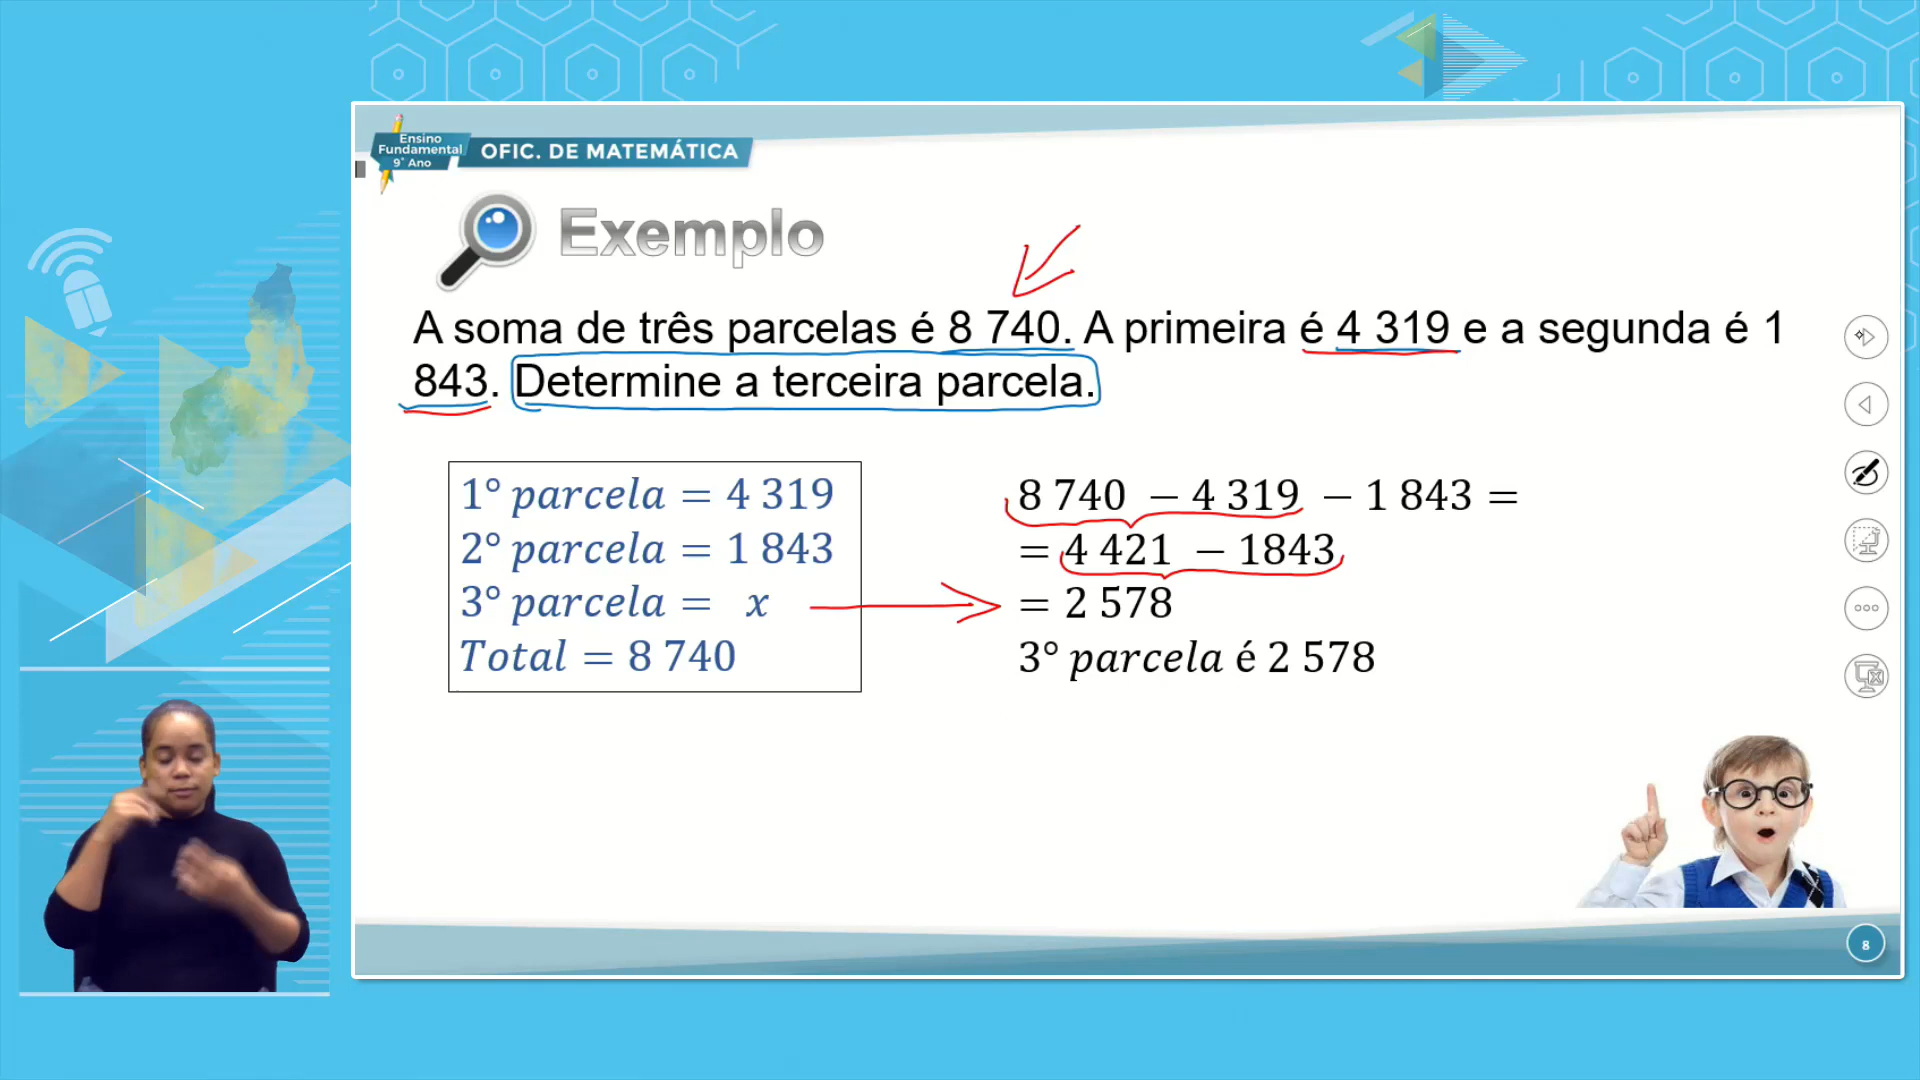 Ensino
Fundamental
9° Ano
OFIC. DE MATEMÁTICA
Exemplo
A soma de três parcelas é 8 740. A primeira é 4 319 e a segunda é 1
843. Determine a terceira parcela.
1° parcela = 4 319
2° parcela = 1 843
3° parcela = x
Total = 8 740
8 740 − 4 319 − 1 843 =
= 4 421 − 1843
= 2 578
3° parcela é 2 578
8